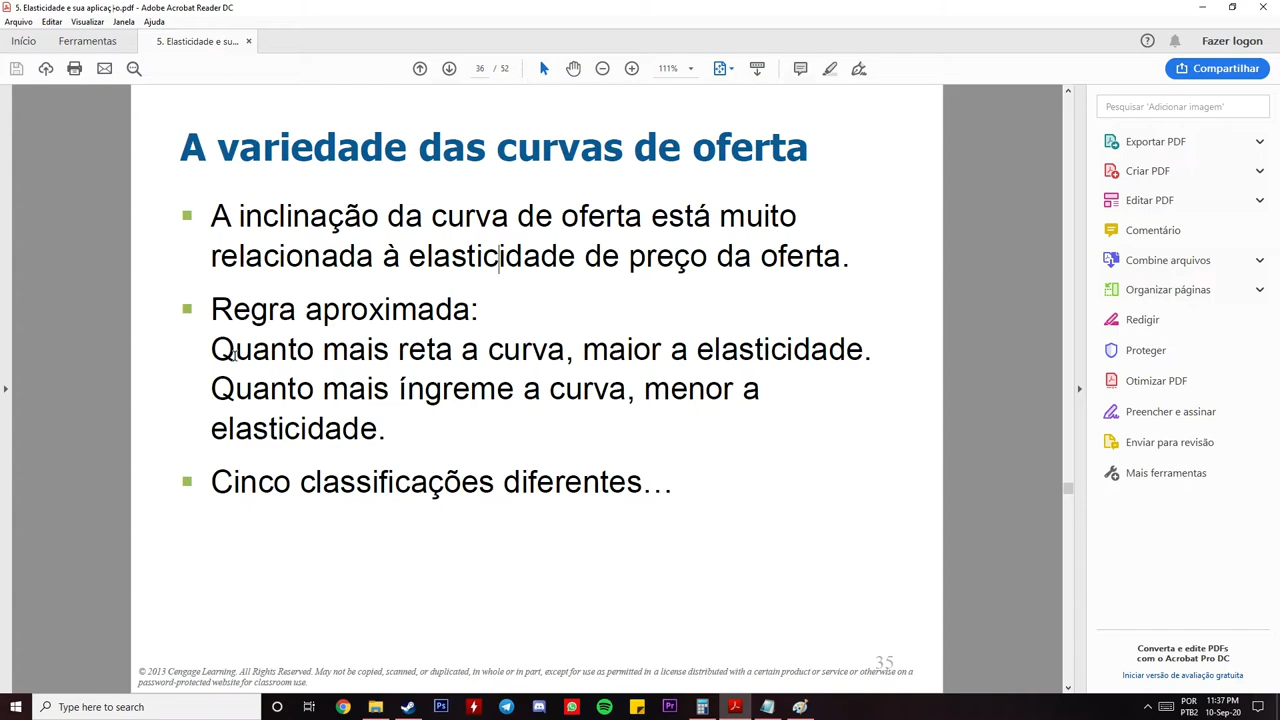 5. Elasticidade e sua aplicação.pdf - Adobe Acrobat Reader DC
Arquivo Editar Visualizar Janela Ajuda
Início Ferramentas 5. Elasticidade e su... × Fazer logon
36 / 52 111% Compartilhar
A variedade das curvas de oferta
A inclinação da curva de oferta está muito
relacionada à elasticidade de preço da oferta.
Regra aproximada:
Quanto mais reta a curva, maior a elasticidade.
Quanto mais íngreme a curva, menor a
elasticidade.
Cinco classificações diferentes…
35
© 2013 Cengage Learning. All Rights Reserved. May not be copied, scanned, or duplicated, in whole or in part, except for use as permitted in a license distributed with a certain product or service or otherwise on a
password-protected website for classroom use.
Pesquisar 'Adicionar imagem'
Exportar PDF
Criar PDF
Editar PDF
Comentário
Combine arquivos
Organizar páginas
Redigir
Proteger
Otimizar PDF
Preencher e assinar
Enviar para revisão
Mais ferramentas
Converta e edite PDFs
com o Acrobat Pro DC
Iniciar versão de avaliação gratuita
Type here to search
POR 11:37 PM
PTB2 10-Sep-20